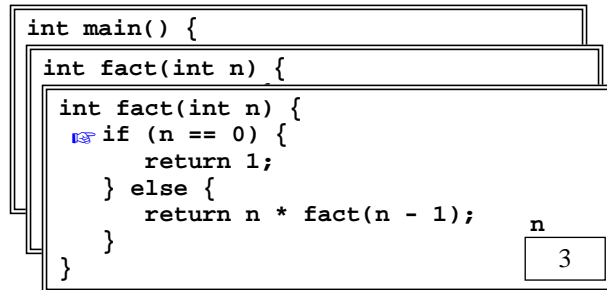 int main() {
int fact(int n) {
int fact(int n) {
☞ if (n == 0) {
return 1;
} else {
return n * fact(n - 1);
}
}
n
3